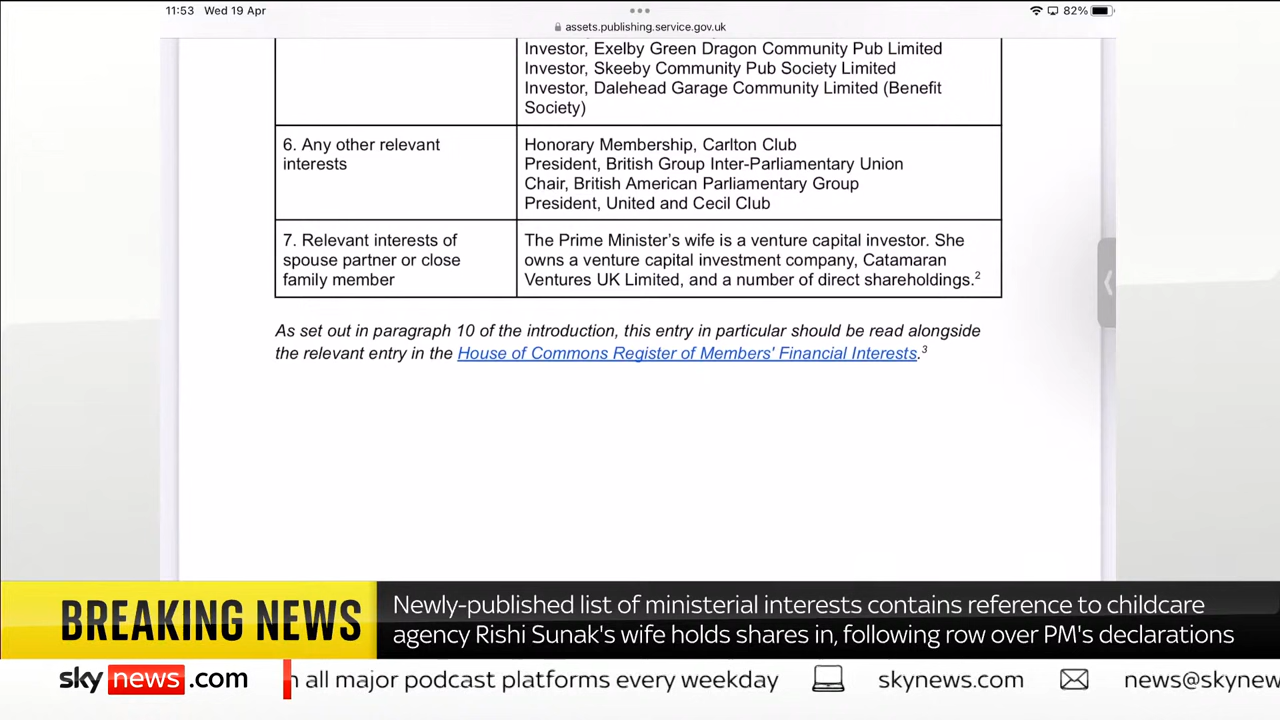 11:53 Wed 19 Apr
82%
assets.publishing.service.gov.uk
Investor, Exelby Green Dragon Community Pub Limited
Investor, Skeeby Community Pub Society Limited
Investor, Dalehead Garage Community Limited (Benefit
Society)
6. Any other relevant
interests
Honorary Membership, Carlton Club
President, British Group Inter-Parliamentary Union
Chair, British American Parliamentary Group
President, United and Cecil Club
7. Relevant interests of
spouse partner or close
family member
The Prime Minister’s wife is a venture capital investor. She
owns a venture capital investment company, Catamaran
Ventures UK Limited, and a number of direct shareholdings.²
As set out in paragraph 10 of the introduction, this entry in particular should be read alongside
the relevant entry in the House of Commons Register of Members' Financial Interests.³
BREAKING NEWS
Newly-published list of ministerial interests contains reference to childcare
agency Rishi Sunak's wife holds shares in, following row over PM's declarations
sky news .com
n all major podcast platforms every weekday
skynews.com
news@skynew